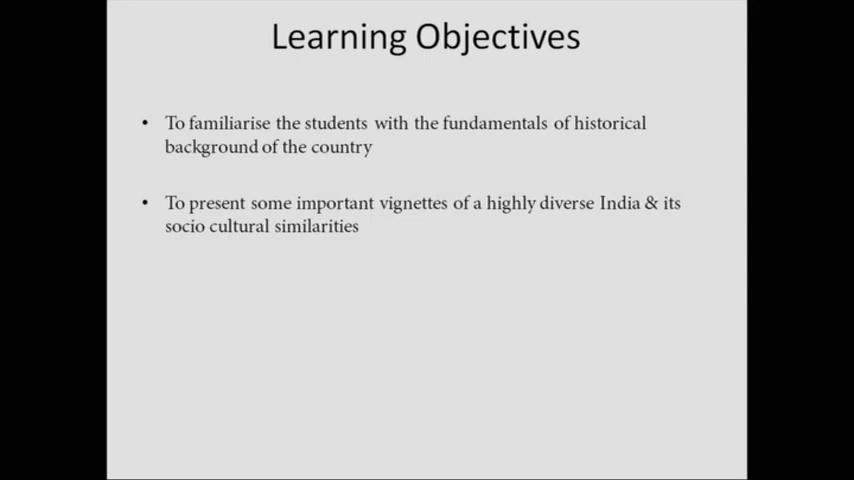 Learning Objectives
• To familiarise the students with the fundamentals of historical
background of the country
• To present some important vignettes of a highly diverse India & its
socio cultural similarities